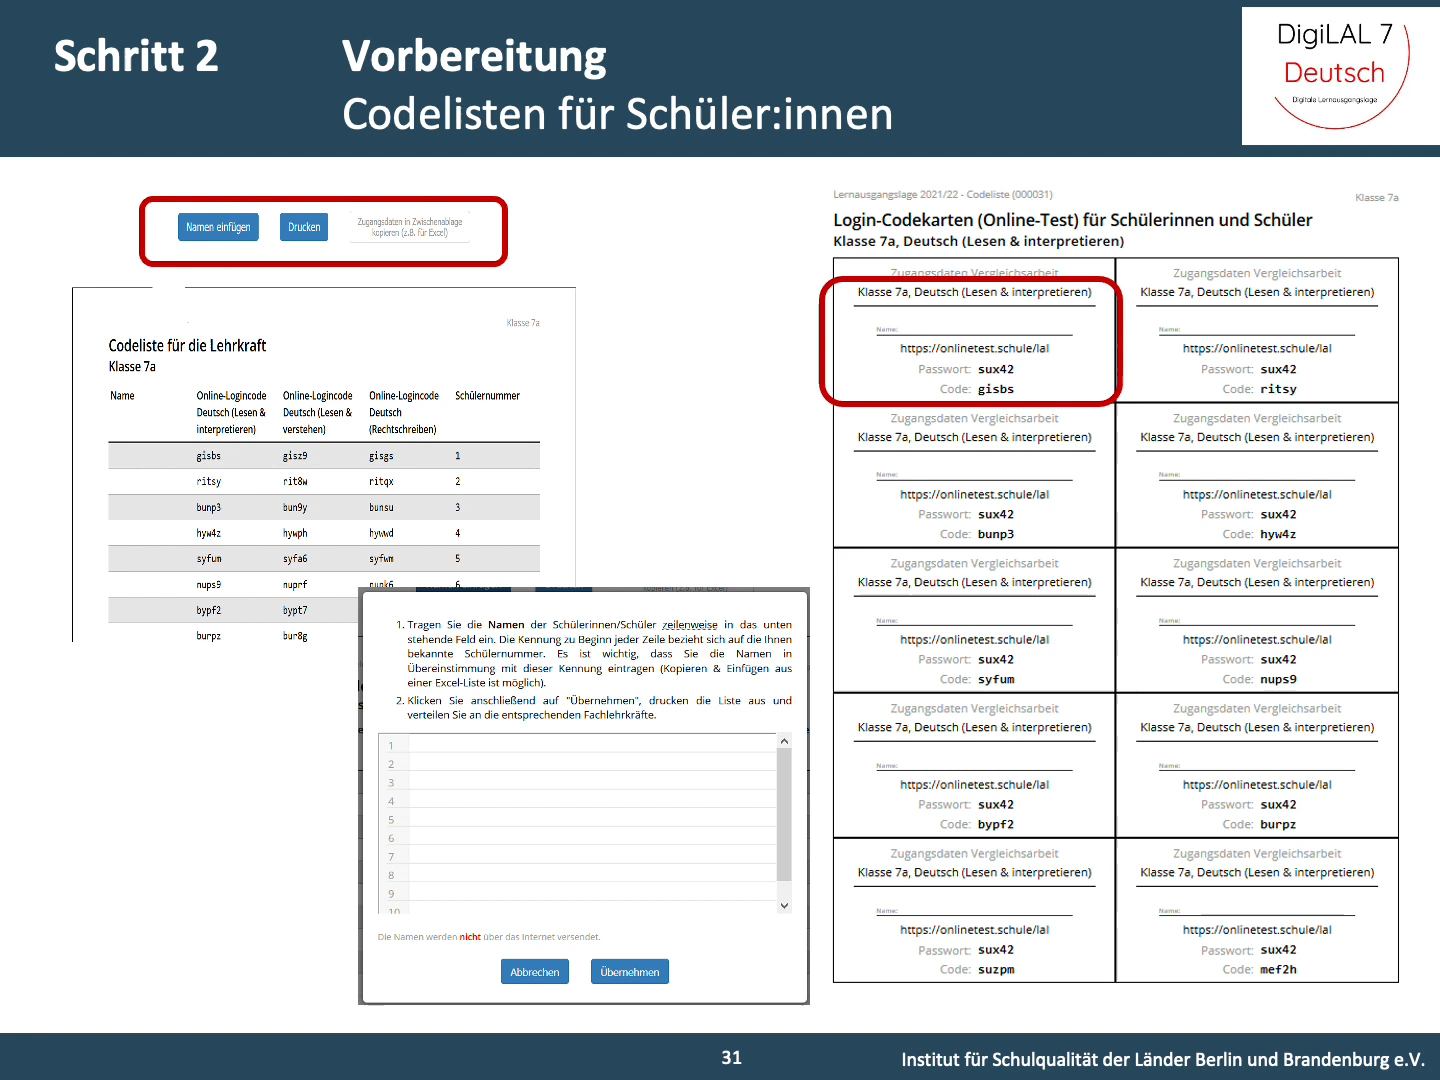 Schritt 2
Vorbereitung
Codelisten für Schüler:innen
DigiLAL 7
Deutsch
Digitale Lernausgangslage
Namen einfügen
Drucken
Zugangsdaten in Zwischenablage
kopieren (z.B. für Excel)
Klasse 7a
Codeliste für die Lehrkraft
Klasse 7a
Name Online-Logincode Deutsch (Lesen & interpretieren) Online-Logincode Deutsch (Lesen & verstehen) Online-Logincode Deutsch (Rechtschreiben) Schülernummer
gisbs gisz9 gisgs 1
ritsy rit8w ritqx 2
bunp3 bun9y bunsu 3
hyw4z hywph hywwd 4
syfum syfa6 syfwm 5
nups9 nuprf nupk6 6
bypf2 bypt7
burpz bur8g
1. Tragen Sie die Namen der Schülerinnen/Schüler zeilenweise in das unten
stehende Feld ein. Die Kennung zu Beginn jeder Zeile bezieht sich auf die Ihnen
bekannte Schülernummer. Es ist wichtig, dass Sie die Namen in
Übereinstimmung mit dieser Kennung eintragen (Kopieren & Einfügen aus
einer Excel-Liste ist möglich).
2. Klicken Sie anschließend auf "Übernehmen", drucken die Liste aus und
verteilen Sie an die entsprechenden Fachlehrkräfte.
1
2
3
4
5
6
7
8
9
10
Die Namen werden nicht über das Internet versendet.
Abbrechen
Übernehmen
Lernausgangslage 2021/22 - Codeliste (000031)
Klasse 7a
Login-Codekarten (Online-Test) für Schülerinnen und Schüler
Klasse 7a, Deutsch (Lesen & interpretieren)
Zugangsdaten Vergleichsarbeit
Klasse 7a, Deutsch (Lesen & interpretieren)
Name:
https://onlinetest.schule/lal
Passwort: sux42
Code: gisbs
Zugangsdaten Vergleichsarbeit
Klasse 7a, Deutsch (Lesen & interpretieren)
Name:
https://onlinetest.schule/lal
Passwort: sux42
Code: ritsy
Zugangsdaten Vergleichsarbeit
Klasse 7a, Deutsch (Lesen & interpretieren)
Name:
https://onlinetest.schule/lal
Passwort: sux42
Code: bunp3
Zugangsdaten Vergleichsarbeit
Klasse 7a, Deutsch (Lesen & interpretieren)
Name:
https://onlinetest.schule/lal
Passwort: sux42
Code: hyw4z
Zugangsdaten Vergleichsarbeit
Klasse 7a, Deutsch (Lesen & interpretieren)
Name:
https://onlinetest.schule/lal
Passwort: sux42
Code: syfum
Zugangsdaten Vergleichsarbeit
Klasse 7a, Deutsch (Lesen & interpretieren)
Name:
https://onlinetest.schule/lal
Passwort: sux42
Code: nups9
Zugangsdaten Vergleichsarbeit
Klasse 7a, Deutsch (Lesen & interpretieren)
Name:
https://onlinetest.schule/lal
Passwort: sux42
Code: bypf2
Zugangsdaten Vergleichsarbeit
Klasse 7a, Deutsch (Lesen & interpretieren)
Name:
https://onlinetest.schule/lal
Passwort: sux42
Code: burpz
Zugangsdaten Vergleichsarbeit
Klasse 7a, Deutsch (Lesen & interpretieren)
Name:
https://onlinetest.schule/lal
Passwort: sux42
Code: suzpm
Zugangsdaten Vergleichsarbeit
Klasse 7a, Deutsch (Lesen & interpretieren)
Name:
https://onlinetest.schule/lal
Passwort: sux42
Code: mef2h
31
Institut für Schulqualität der Länder Berlin und Brandenburg e.V.